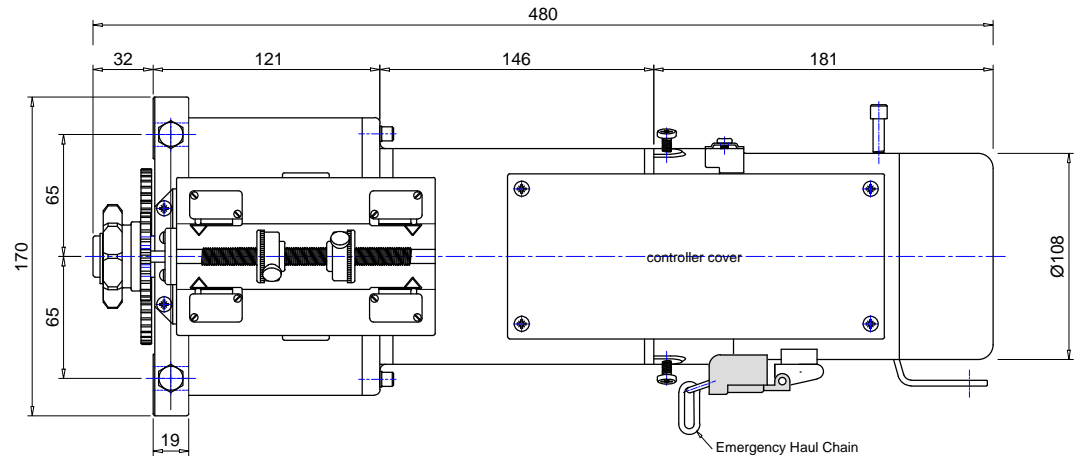 480
32 121 146 181
65
170
65
controller cover
Ø108
19
Emergency Haul Chain